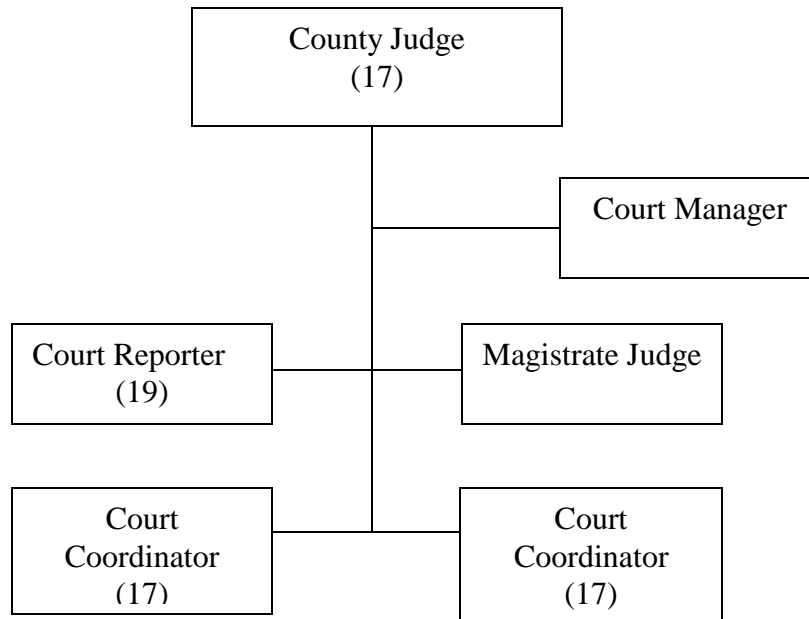 County Judge
(17)
Court Manager
Court Reporter
(19)
Magistrate Judge
Court
Coordinator
(17)
Court
Coordinator
(17)